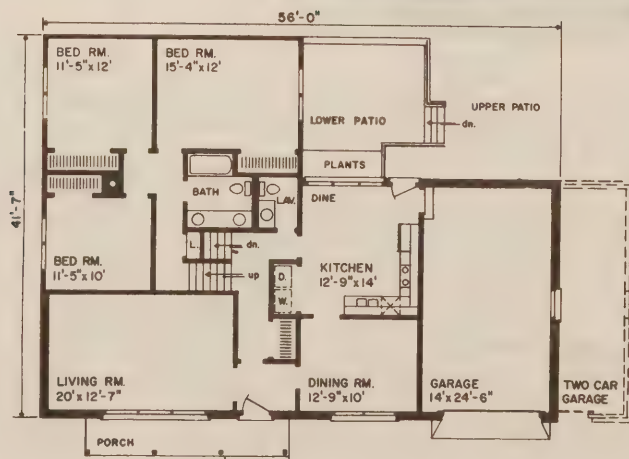 56'-0"
41'-7"
BED RM.
11'-5"x12'
BED RM.
15'-4"x12'
LOWER PATIO
UPPER PATIO
dn.
PLANTS
BATH
LAV.
DINE
L.
dn.
up
BED RM.
11'-5"x10'
D.
W.
KITCHEN
12'-9"x14'
LIVING RM.
20'x12'-7"
DINING RM.
12'-9"x10'
GARAGE
14'x24'-6"
TWO CAR
GARAGE
PORCH